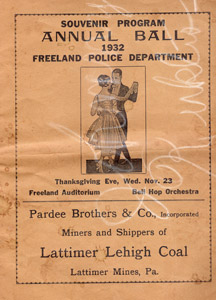 SOUVENIR PROGRAM
ANNUAL BALL
1932
FREELAND POLICE DEPARTMENT
Thanksgiving Eve, Wed. Nov. 23
Freeland Auditorium Bell Hop Orchestra
Pardee Brothers & Co., Incorporated
Miners and Shippers of
Lattimer Lehigh Coal
Lattimer Mines, Pa.